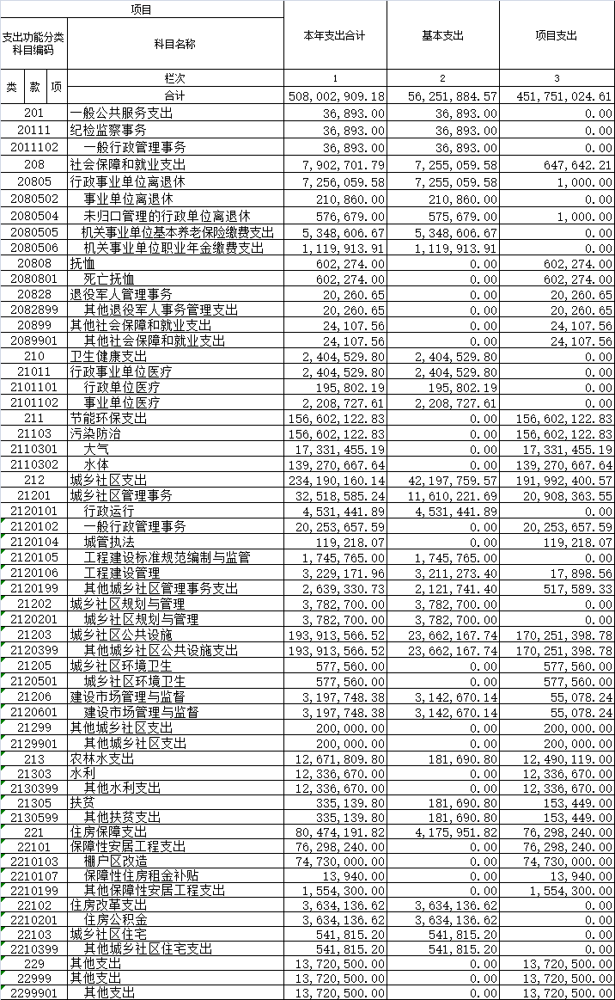 项目
支出功能分类科目编码 科目名称 本年支出合计 基本支出 项目支出
类 款 项 栏次 1 2 3
合计 508,002,909.18 56,251,884.57 451,751,024.61
201 一般公共服务支出 36,893.00 36,893.00 0.00
20111 纪检监察事务 36,893.00 36,893.00 0.00
2011102 一般行政管理事务 36,893.00 36,893.00 0.00
208 社会保障和就业支出 7,902,701.79 7,255,059.58 647,642.21
20805 行政事业单位离退休 7,256,059.58 7,255,059.58 1,000.00
2080502 事业单位离退休 210,860.00 210,860.00 0.00
2080504 未归口管理的行政单位离退休 576,679.00 575,679.00 1,000.00
2080505 机关事业单位基本养老保险缴费支出 5,348,606.67 5,348,606.67 0.00
2080506 机关事业单位职业年金缴费支出 1,119,913.91 1,119,913.91 0.00
20808 抚恤 602,274.00 0.00 602,274.00
2080801 死亡抚恤 602,274.00 0.00 602,274.00
20828 退役军人管理事务 20,260.65 0.00 20,260.65
2082899 其他退役军人事务管理支出 20,260.65 0.00 20,260.65
20899 其他社会保障和就业支出 24,107.56 0.00 24,107.56
2089901 其他社会保障和就业支出 24,107.56 0.00 24,107.56
210 卫生健康支出 2,404,529.80 2,404,529.80 0.00
21011 行政事业单位医疗 2,404,529.80 2,404,529.80 0.00
2101101 行政单位医疗 195,802.19 195,802.19 0.00
2101102 事业单位医疗 2,208,727.61 2,208,727.61 0.00
211 节能环保支出 156,602,122.83 0.00 156,602,122.83
21103 污染防治 156,602,122.83 0.00 156,602,122.83
2110301 大气 17,331,455.19 0.00 17,331,455.19
2110302 水体 139,270,667.64 0.00 139,270,667.64
212 城乡社区支出 234,190,160.14 42,197,759.57 191,992,400.57
21201 城乡社区管理事务 32,518,585.24 11,610,221.69 20,908,363.55
2120101 行政运行 4,531,441.89 4,531,441.89 0.00
2120102 一般行政管理事务 20,253,657.59 0.00 20,253,657.59
2120104 城管执法 119,218.07 0.00 119,218.07
2120105 工程建设标准规范编制与监管 1,745,765.00 1,745,765.00 0.00
2120106 工程建设管理 3,229,171.96 3,211,273.40 17,898.56
2120199 其他城乡社区管理事务支出 2,639,330.73 2,121,741.40 517,589.33
21202 城乡社区规划与管理 3,782,700.00 3,782,700.00 0.00
2120201 城乡社区规划与管理 3,782,700.00 3,782,700.00 0.00
21203 城乡社区公共设施 193,913,566.52 23,662,167.74 170,251,398.78
2120399 其他城乡社区公共设施支出 193,913,566.52 23,662,167.74 170,251,398.78
21205 城乡社区环境卫生 577,560.00 0.00 577,560.00
2120501 城乡社区环境卫生 577,560.00 0.00 577,560.00
21206 建设市场管理与监督 3,197,748.38 3,142,670.14 55,078.24
2120601 建设市场管理与监督 3,197,748.38 3,142,670.14 55,078.24
21299 其他城乡社区支出 200,000.00 0.00 200,000.00
2129901 其他城乡社区支出 200,000.00 0.00 200,000.00
213 农林水支出 12,671,809.80 181,690.80 12,490,119.00
21303 水利 12,336,670.00 0.00 12,336,670.00
2130399 其他水利支出 12,336,670.00 0.00 12,336,670.00
21305 扶贫 335,139.80 181,690.80 153,449.00
2130599 其他扶贫支出 335,139.80 181,690.80 153,449.00
221 住房保障支出 80,474,191.82 4,175,951.82 76,298,240.00
22101 保障性安居工程支出 76,298,240.00 0.00 76,298,240.00
2210103 棚户区改造 74,730,000.00 0.00 74,730,000.00
2210107 保障性住房租金补贴 13,940.00 0.00 13,940.00
2210199 其他保障性安居工程支出 1,554,300.00 0.00 1,554,300.00
22102 住房改革支出 3,634,136.62 3,634,136.62 0.00
2210201 住房公积金 3,634,136.62 3,634,136.62 0.00
22103 城乡社区住宅 541,815.20 541,815.20 0.00
2210399 其他城乡社区住宅支出 541,815.20 541,815.20 0.00
229 其他支出 13,720,500.00 0.00 13,720,500.00
22999 其他支出 13,720,500.00 0.00 13,720,500.00
2299901 其他支出 13,720,500.00 0.00 13,720,500.00